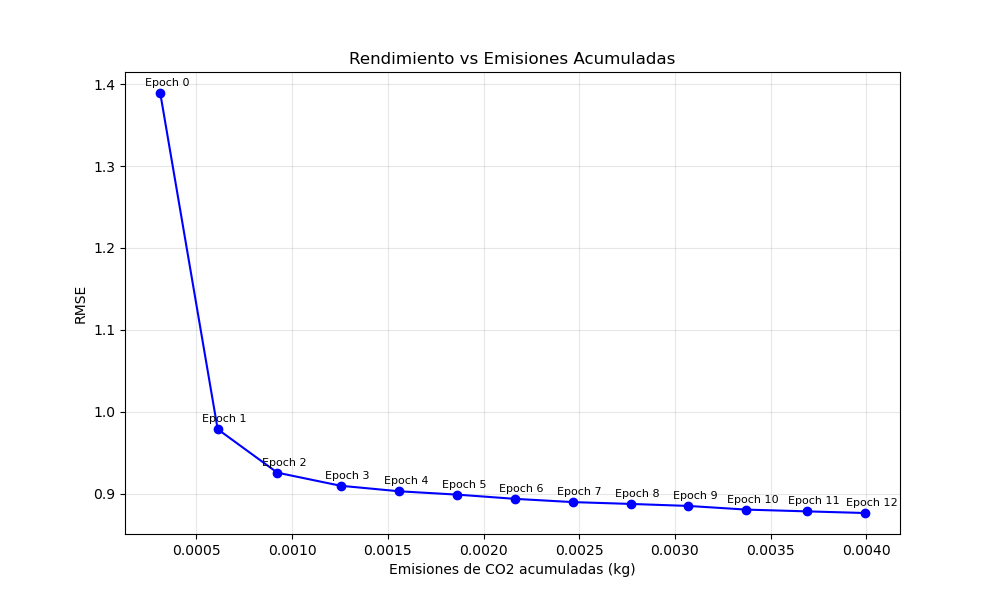 Rendimiento vs Emisiones Acumuladas
RMSE
1.4
1.3
1.2
1.1
1.0
0.9
Epoch 0
Epoch 1
Epoch 2
Epoch 3
Epoch 4
Epoch 5
Epoch 6
Epoch 7
Epoch 8
Epoch 9
Epoch 10
Epoch 11
Epoch 12
0.0005 0.0010 0.0015 0.0020 0.0025 0.0030 0.0035 0.0040
Emisiones de CO2 acumuladas (kg)